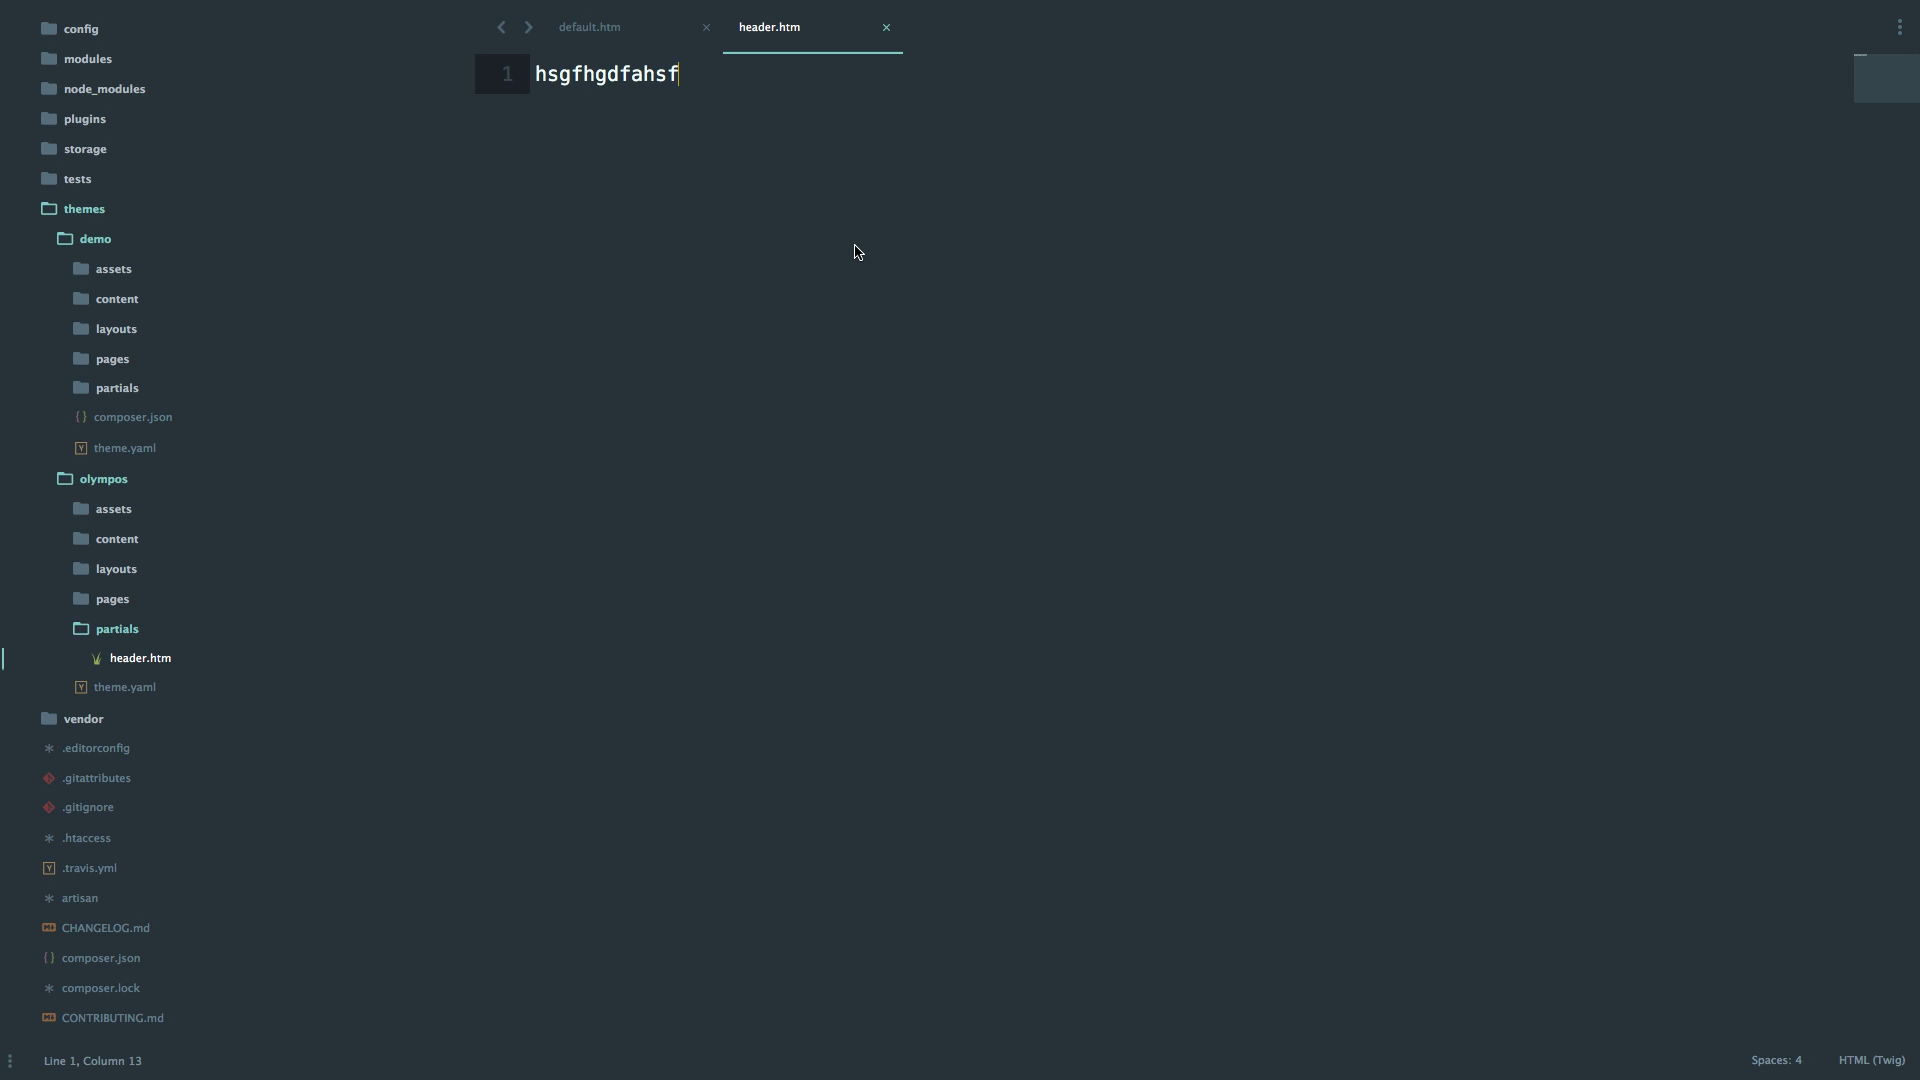 config
modules
node_modules
plugins
storage
tests
themes
demo
assets
content
layouts
pages
partials
composer.json
theme.yaml
olympos
assets
content
layouts
pages
partials
header.htm
theme.yaml
vendor
.editorconfig
.gitattributes
.gitignore
.htaccess
.travis.yml
artisan
CHANGELOG.md
composer.json
composer.lock
CONTRIBUTING.md
default.htm
header.htm
1 hsgfhgdfahsf
Line 1, Column 13
Spaces: 4
HTML (Twig)